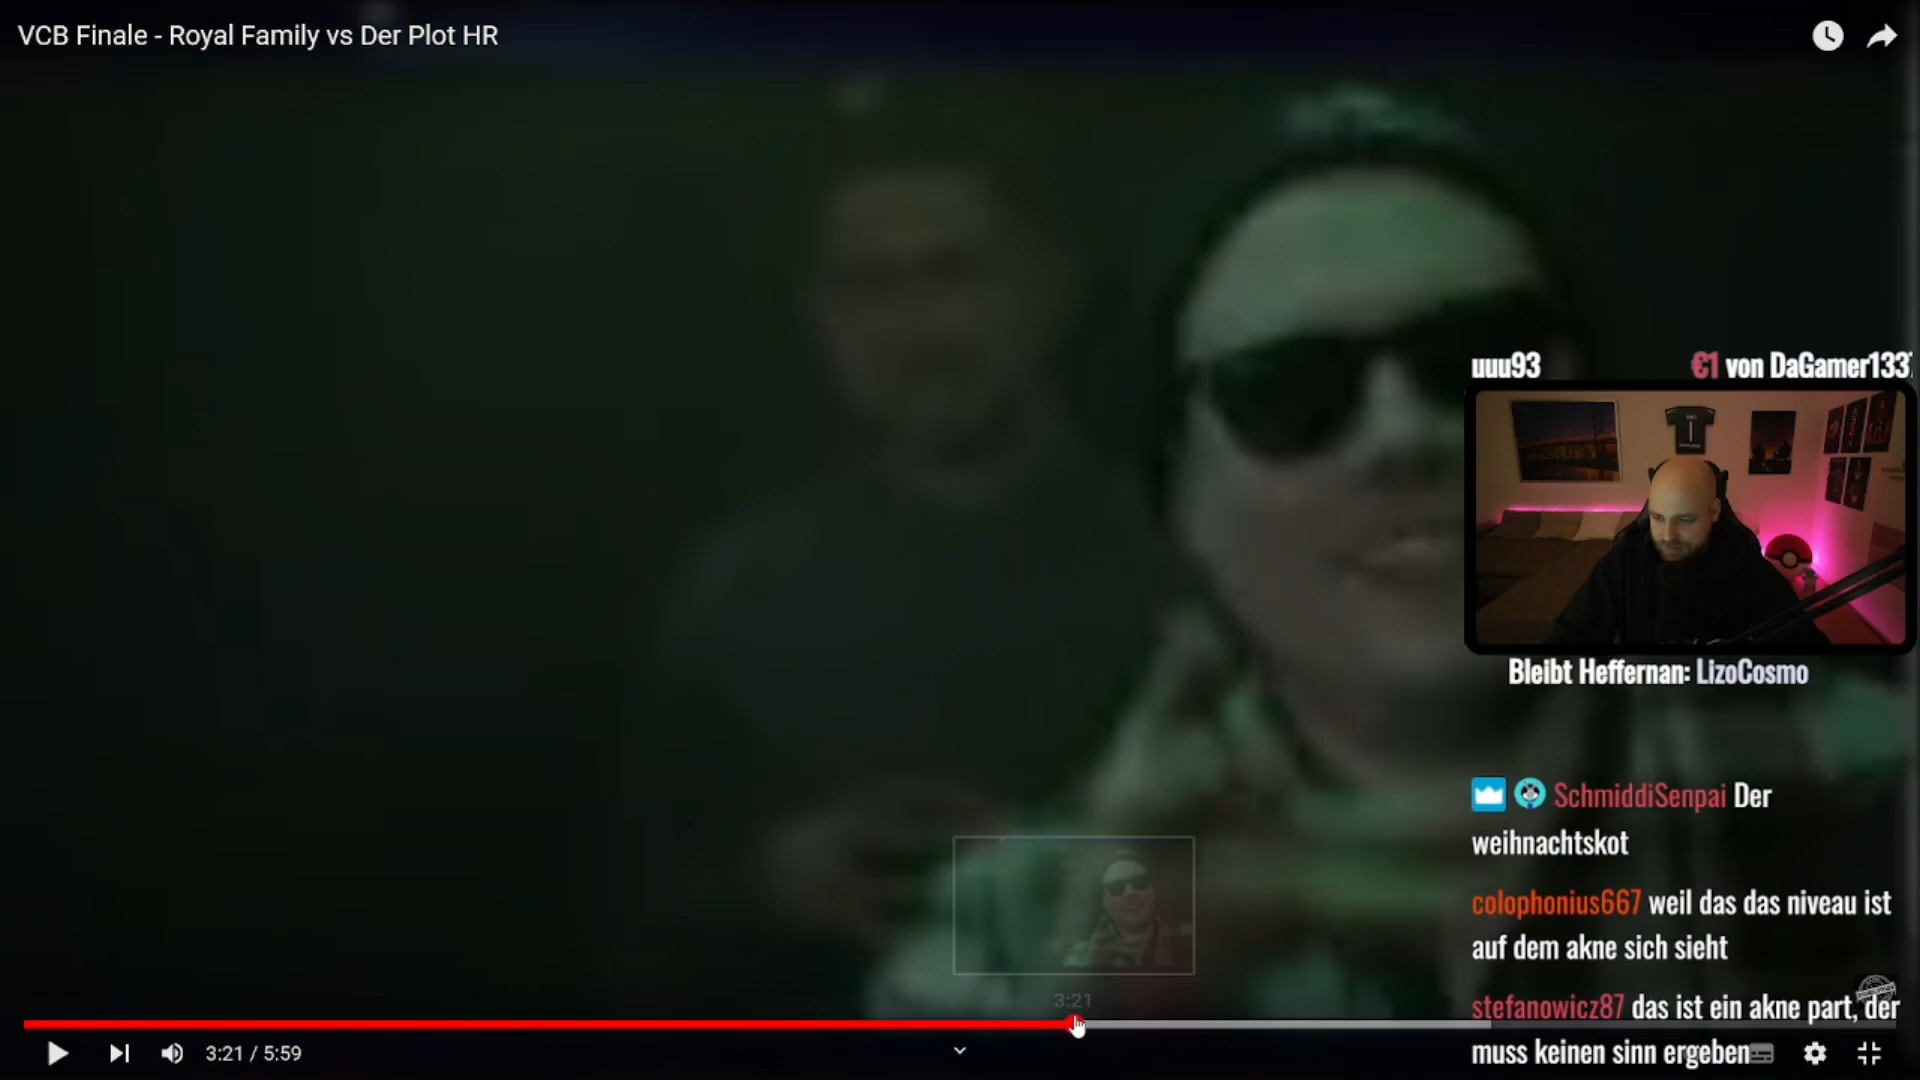 VCB Finale - Royal Family vs Der Plot HR
uuu93
€1 von DaGamer133
Bleibt Heffernan: LizoCosmo
SchmiddiSenpai Der
weihnachtskot
colophonius667 weil das das niveau ist
auf dem akne sich sieht
3:21
stefanowicz87 das ist ein akne part, der
muss keinen sinn ergeben
3:21 / 5:59